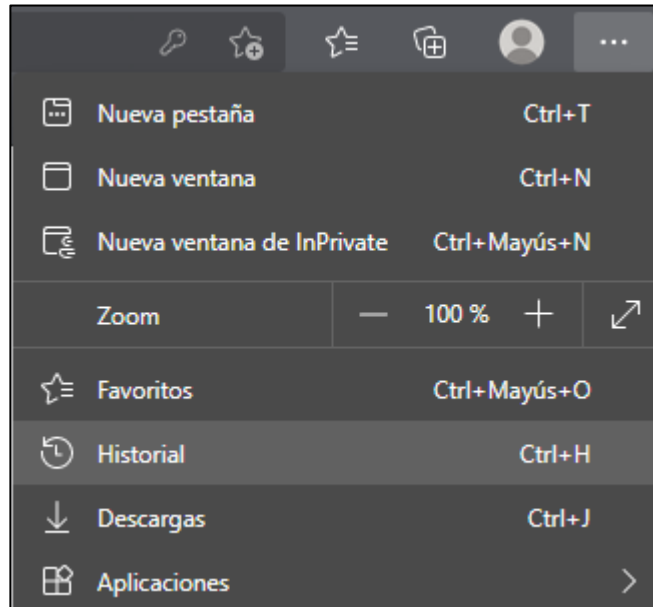 Nueva pestaña Ctrl+T
Nueva ventana Ctrl+N
Nueva ventana de InPrivate Ctrl+Mayús+N
Zoom — 100 % +
Favoritos Ctrl+Mayús+O
Historial Ctrl+H
Descargas Ctrl+J
Aplicaciones